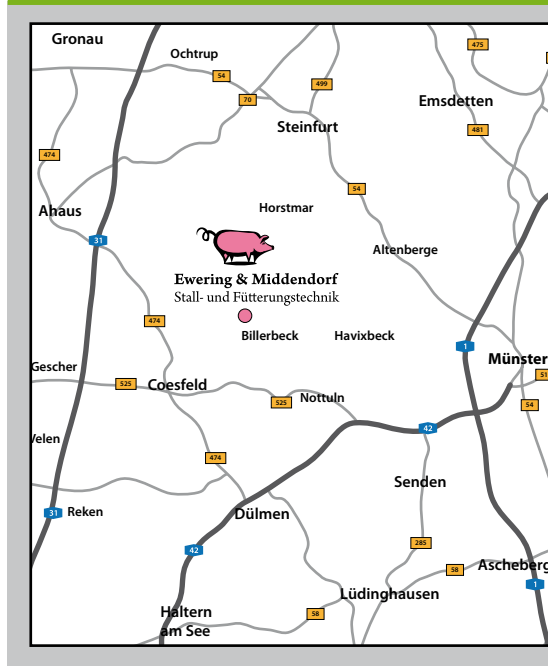 Gronau
475
Ochtrup
54
499
70
Emsdetten
Steinfurt
481
474
54
Horstmar
Ahaus
31
Altenberge
Ewering & Middendorf
Stall- und Fütterungstechnik
474
Billerbeck
Havixbeck
1
Münster
Gescher
51
525
Coesfeld
525
Nottuln
54
42
Velen
474
Senden
31
Reken
Dülmen
285
42
58
Ascheberg
1
Lüdinghausen
Haltern
am See
58